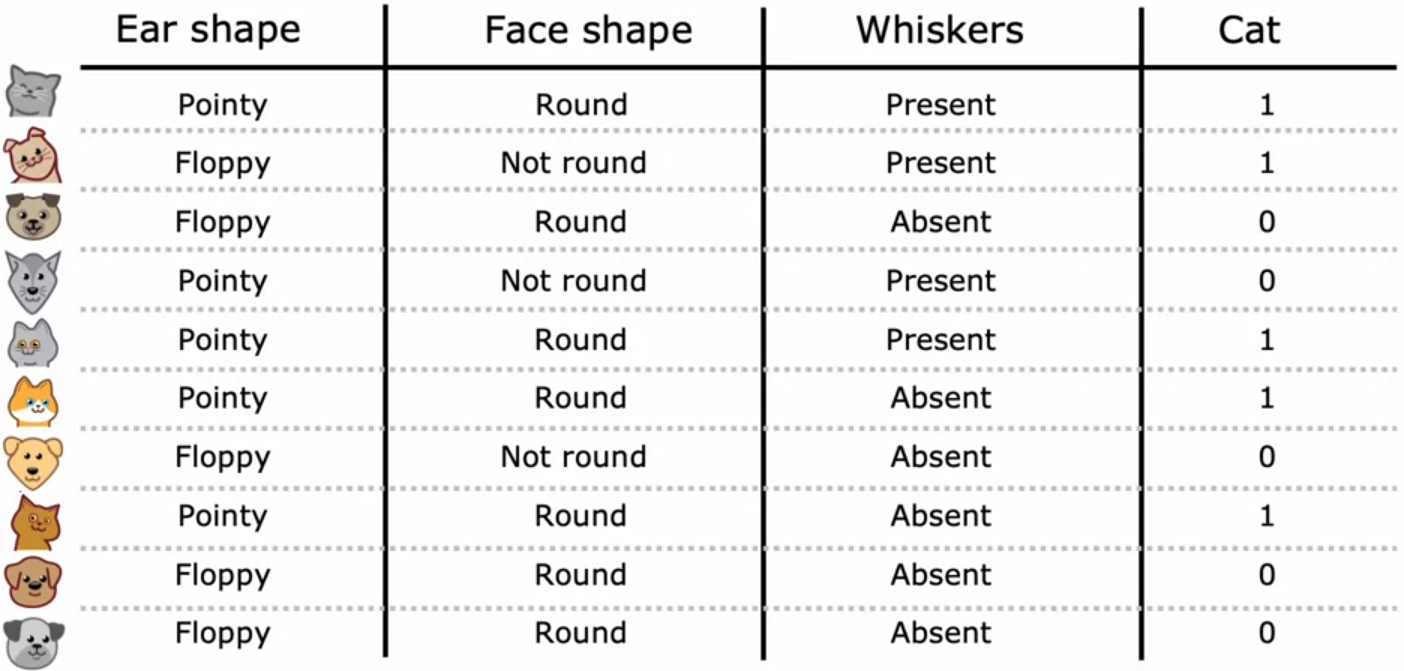 Ear shape Face shape Whiskers Cat
Pointy Round Present 1
Floppy Not round Present 1
Floppy Round Absent 0
Pointy Not round Present 0
Pointy Round Present 1
Pointy Round Absent 1
Floppy Not round Absent 0
Pointy Round Absent 1
Floppy Round Absent 0
Floppy Round Absent 0